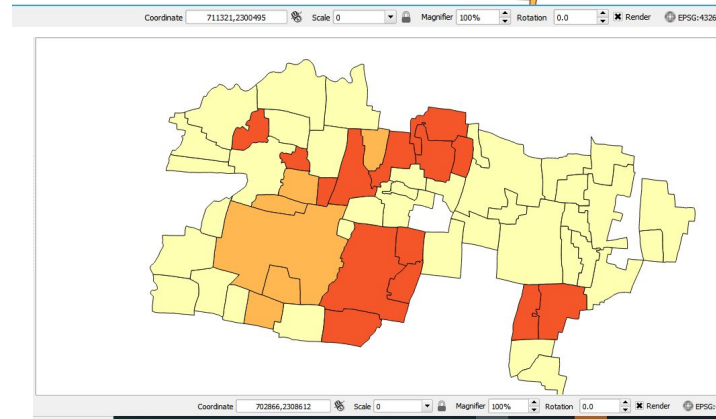 Coordinate 711321,2300495 Scale 0 Magnifier 100% Rotation 0.0 Render EPSG:4326
Coordinate 702866,2308612 Scale 0 Magnifier 100% Rotation 0.0 Render EPSG: